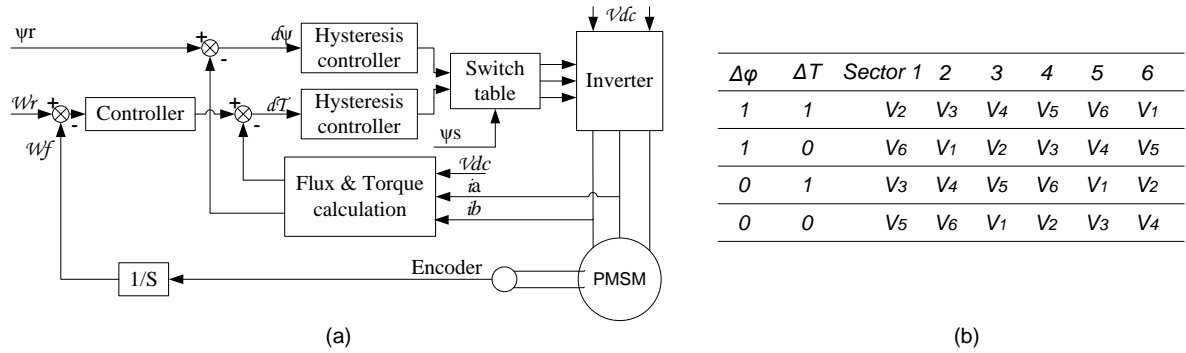 ψr
+
-
dψ
Hysteresis
controller
Switch
table
Vdc
Inverter
Wr
+
-
Wf
Controller
+
-
dT
Hysteresis
controller
ψs
Flux & Torque
calculation
Vdc
ia
ib
1/S
Encoder
PMSM
(a)
Δφ ΔT Sector 1 2 3 4 5 6
1 1 V2 V3 V4 V5 V6 V1
1 0 V6 V1 V2 V3 V4 V5
0 1 V3 V4 V5 V6 V1 V2
0 0 V5 V6 V1 V2 V3 V4
(b)